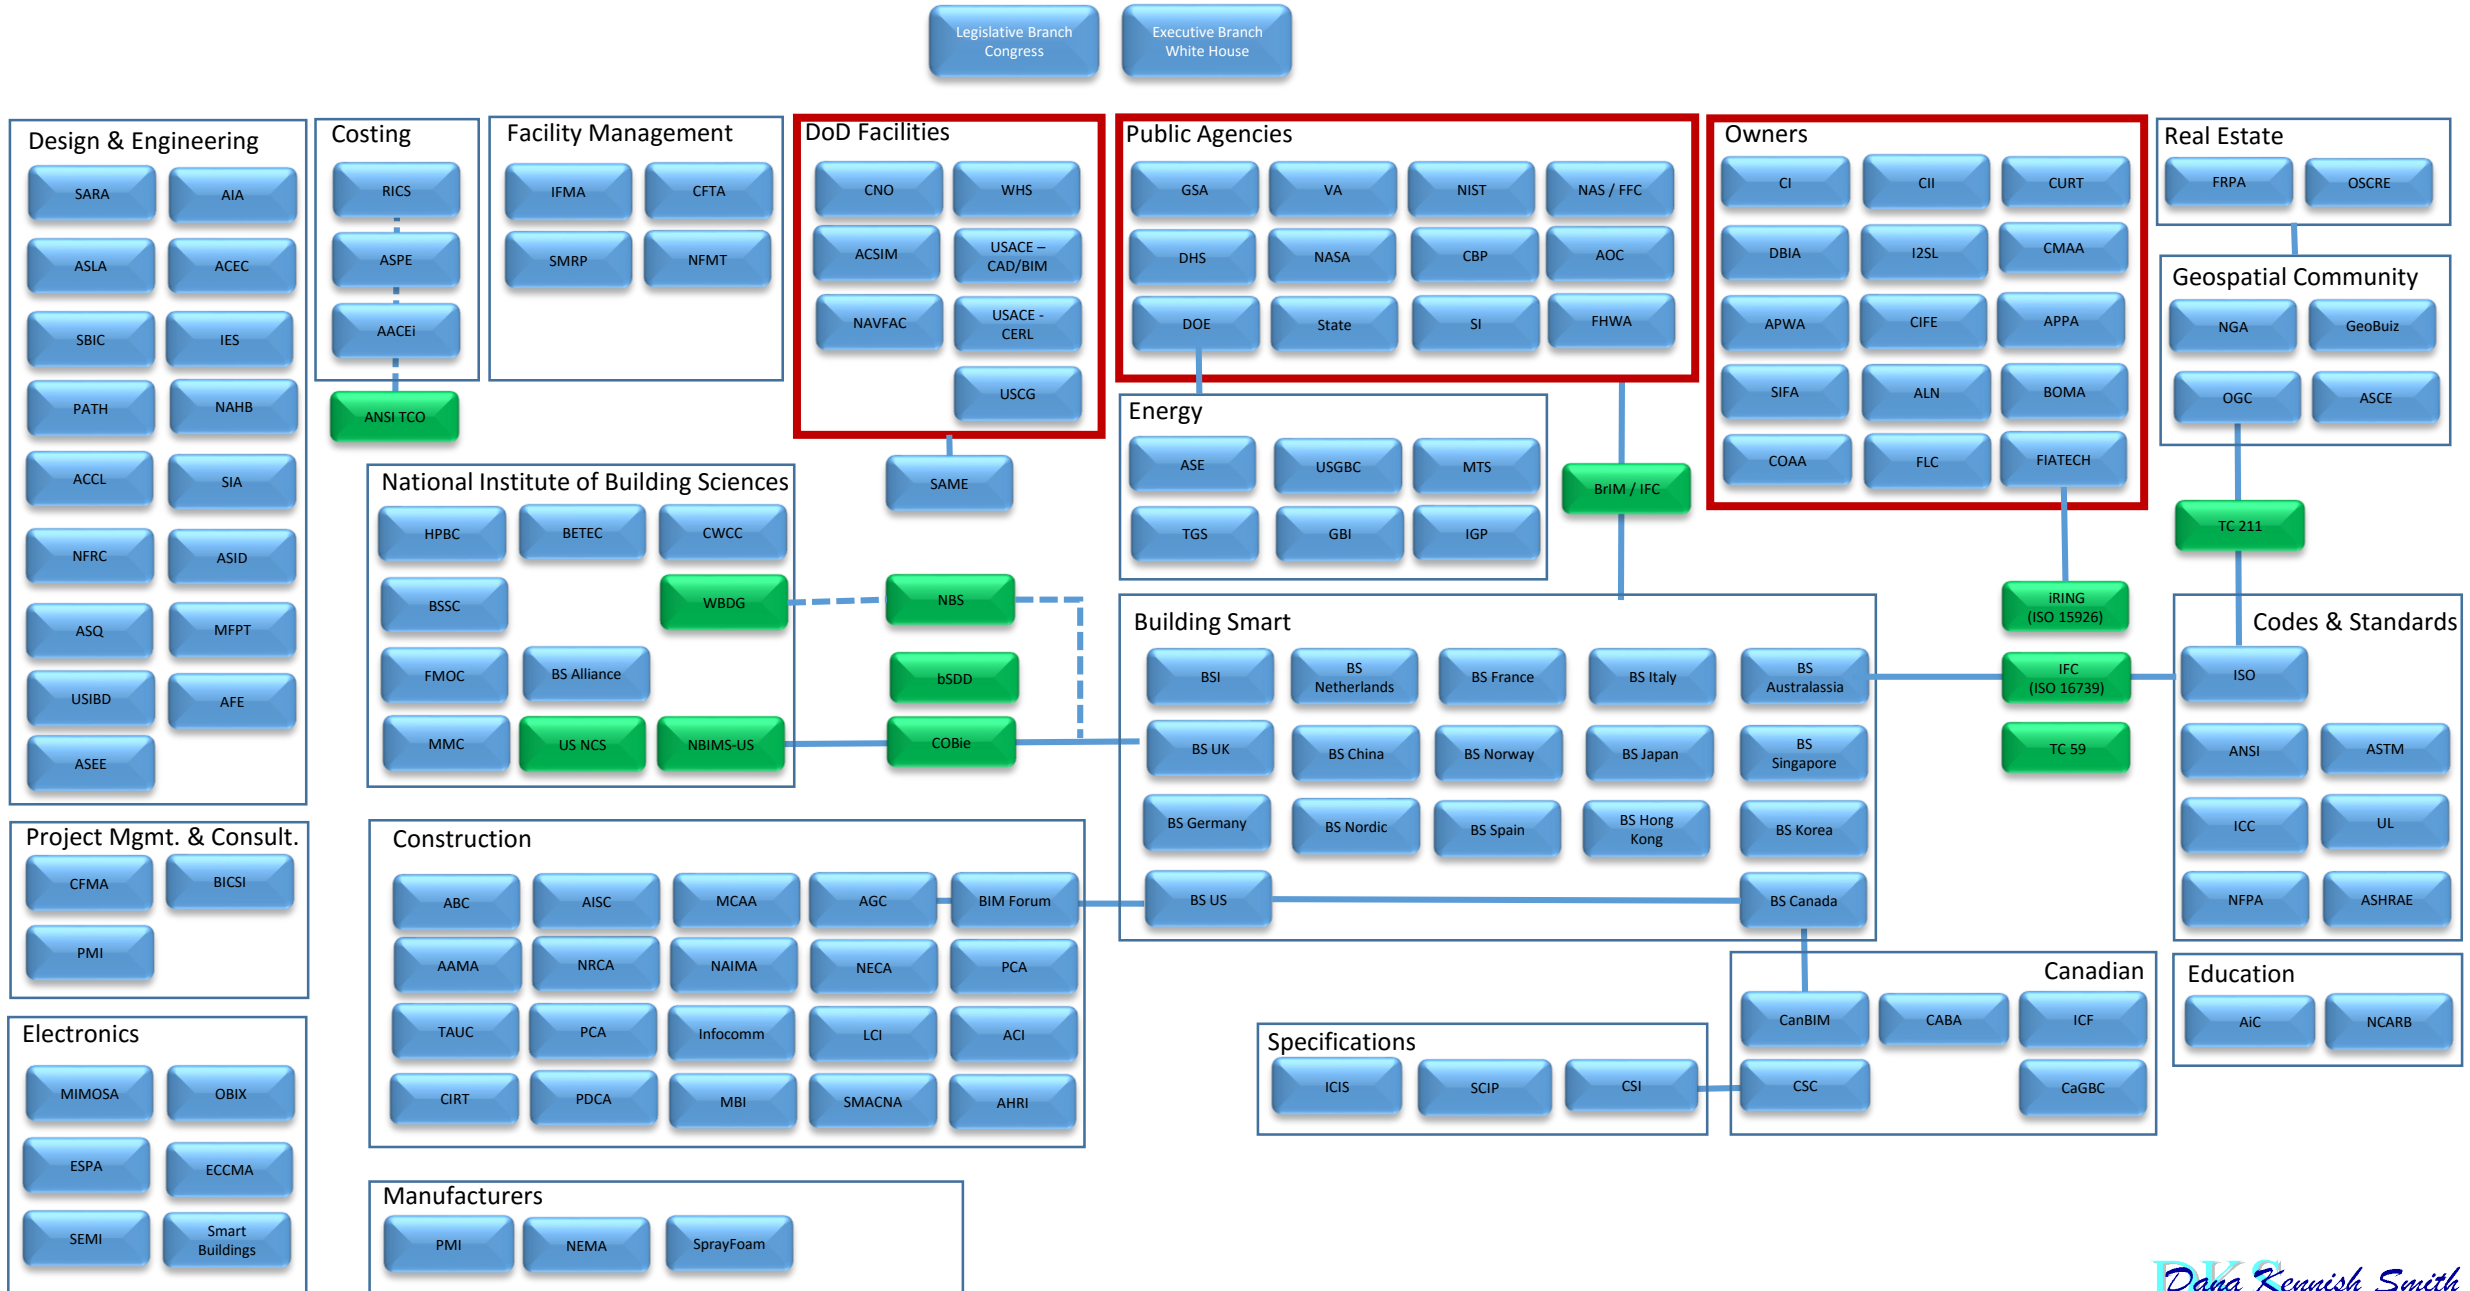 Legislative Branch
Congress
Executive Branch
White House
Design & Engineering
SARA
AIA
ASLA
ACEC
SBIC
IES
PATH
NAHB
ACCL
SIA
NFRC
ASID
ASQ
MFPT
USIBD
AFE
ASEE
Costing
RICS
ASPE
AACEi
ANSI TCO
Facility Management
IFMA
CFTA
SMRP
NFMT
DoD Facilities
CNO
WHS
ACSIM
USACE –
CAD/BIM
NAVFAC
USACE -
CERL
USCG
SAME
Public Agencies
GSA
VA
NIST
NAS / FFC
DHS
NASA
CBP
AOC
DOE
State
SI
FHWA
Energy
ASE
USGBC
MTS
TGS
GBI
IGP
BrIM / IFC
Owners
CI
CII
CURT
DBIA
I2SL
CMAA
APWA
CIFE
APPA
SIFA
ALN
BOMA
COAA
FLC
FIATECH
Real Estate
FRPA
OSCRE
Geospatial Community
NGA
GeoBuiz
OGC
ASCE
TC 211
National Institute of Building Sciences
HPBC
BETEC
CWCC
BSSC
WBDG
FMOC
BS Alliance
MMC
US NCS
NBIMS-US
NBS
bSDD
COBie
Building Smart
BSI
BS
Netherlands
BS France
BS Italy
BS
Australassia
BS UK
BS China
BS Norway
BS Japan
BS
Singapore
BS Germany
BS Nordic
BS Spain
BS Hong
Kong
BS Korea
BS US
BS Canada
iRING
(ISO 15926)
IFC
(ISO 16739)
TC 59
Codes & Standards
ISO
ANSI
ASTM
ICC
UL
NFPA
ASHRAE
Project Mgmt. & Consult.
CFMA
BICSI
PMI
Construction
ABC
AISC
MCAA
AGC
BIM Forum
AAMA
NRCA
NAIMA
NECA
PCA
TAUC
PCA
Infocomm
LCI
ACI
CIRT
PDCA
MBI
SMACNA
AHRI
Canadian
CanBIM
CABA
ICF
CSC
CaGBC
Education
AiC
NCARB
Specifications
ICIS
SCIP
CSI
Electronics
MIMOSA
OBIX
ESPA
ECCMA
SEMI
Smart
Buildings
Manufacturers
PMI
NEMA
SprayFoam
DKS
Dana Kennish Smith